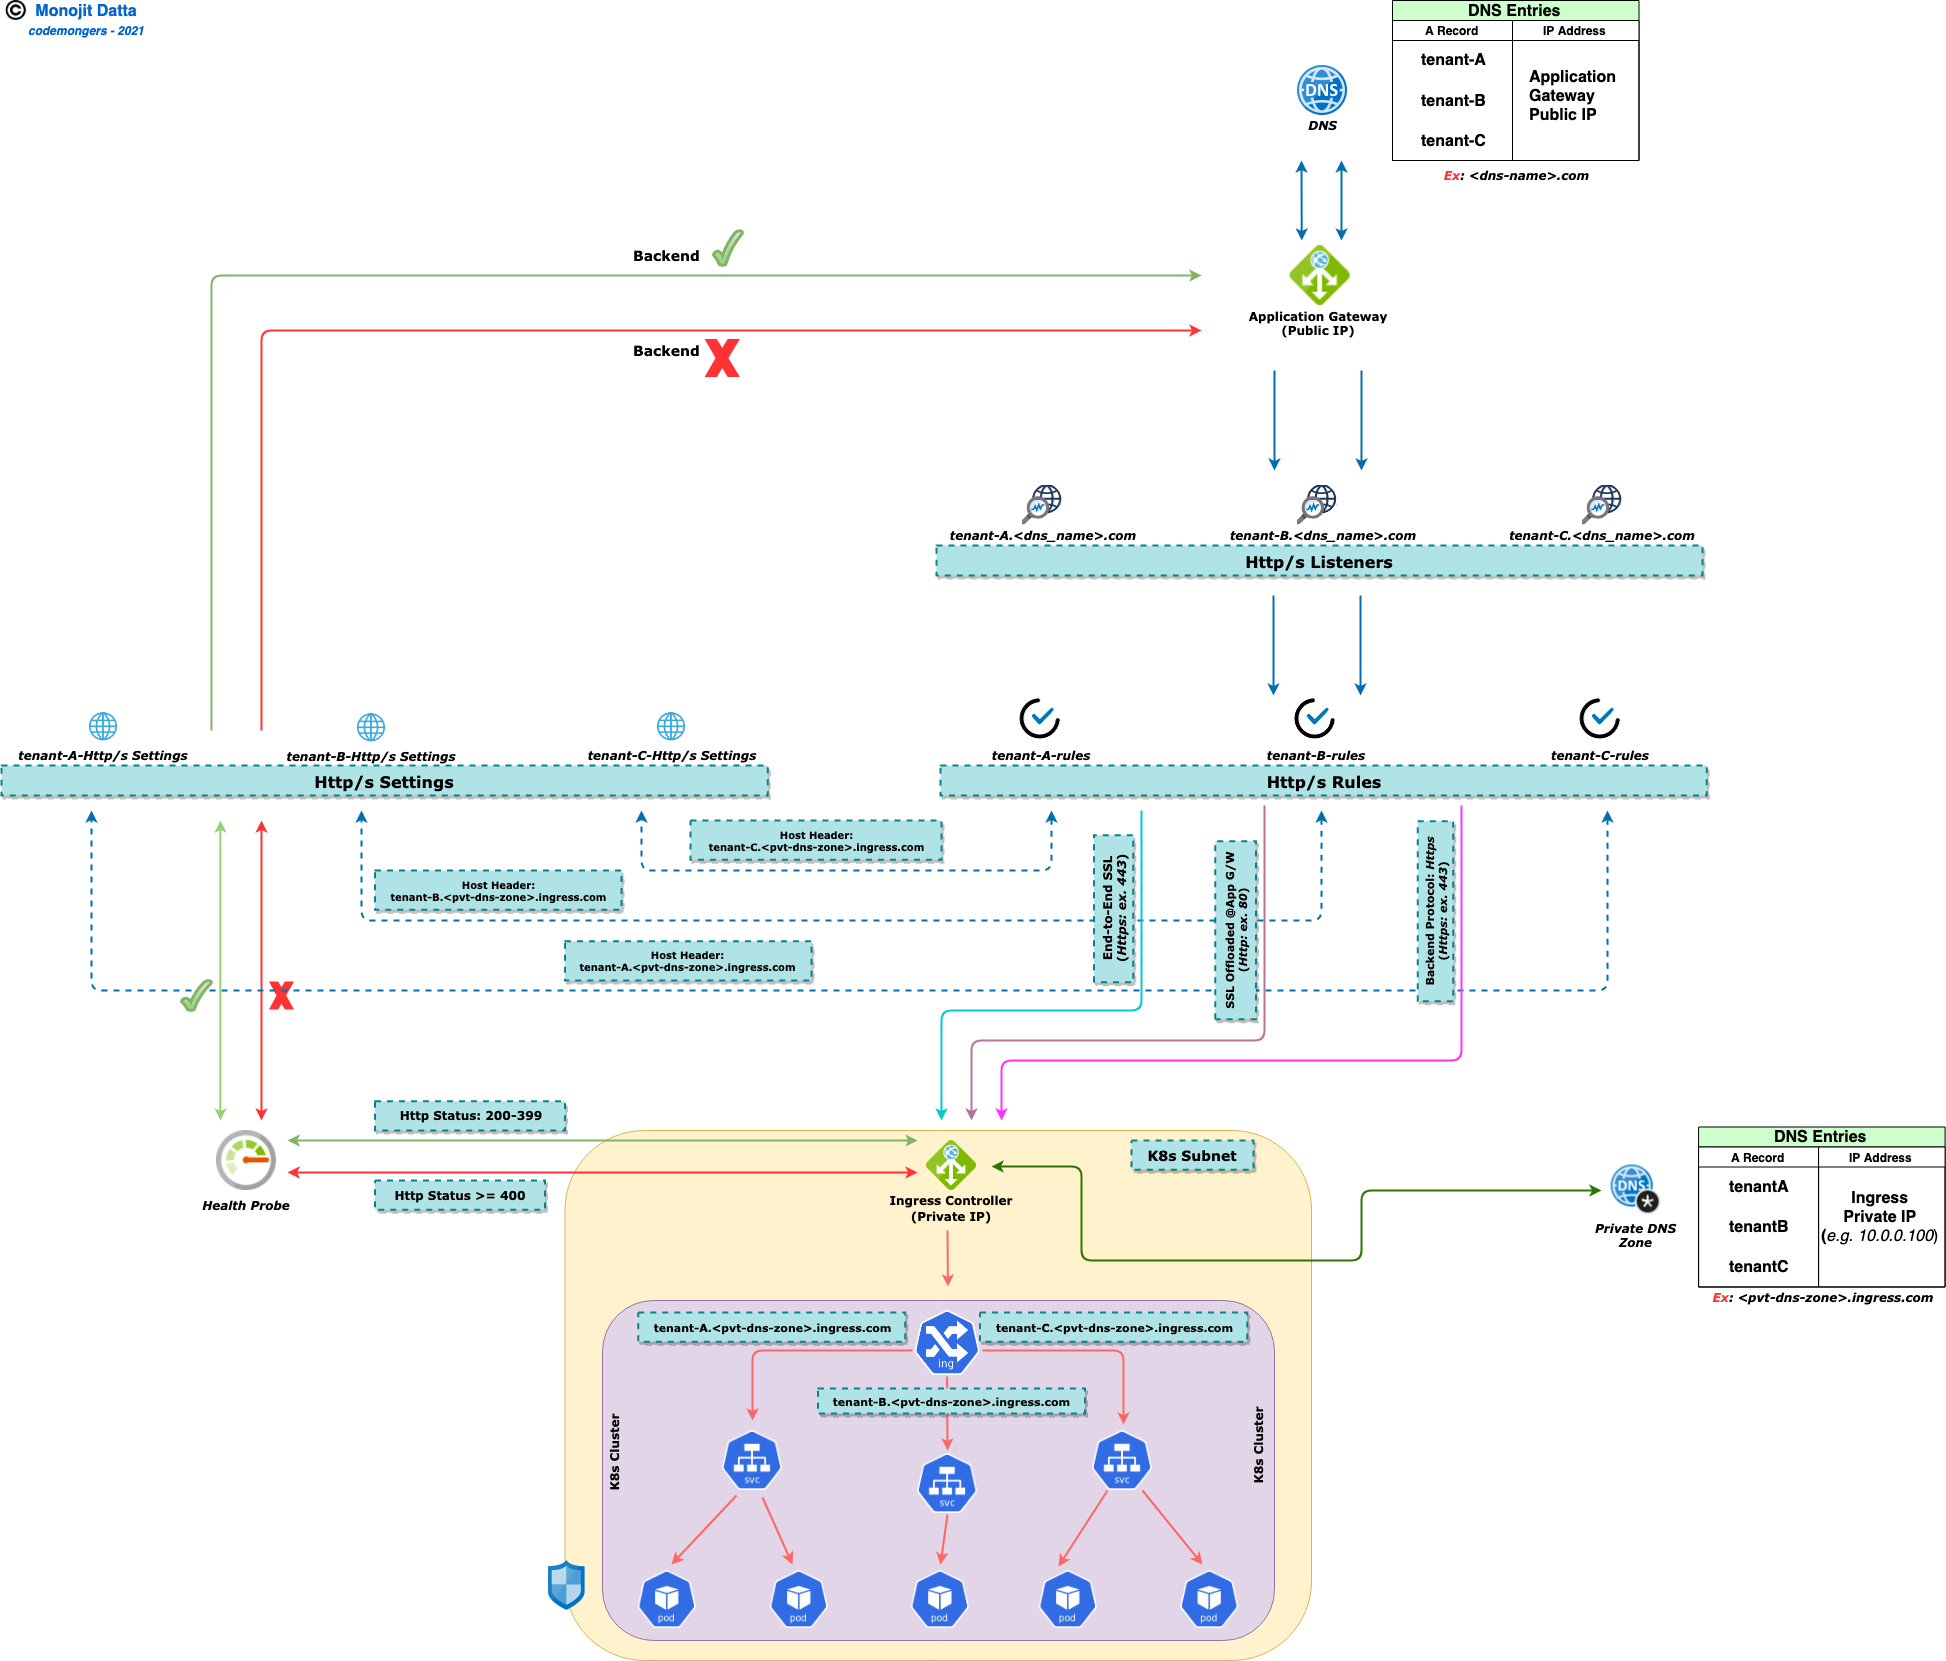 © Monojit Datta
codemongers - 2021
DNS Entries
A Record
IP Address
tenant-A
tenant-B
tenant-C
Application
Gateway
Public IP
Ex: <dns-name>.com
DNS
DNS
Backend
Backend
Application Gateway
(Public IP)
tenant-A.<dns_name>.com
tenant-B.<dns_name>.com
tenant-C.<dns_name>.com
Http/s Listeners
tenant-A-Http/s Settings
tenant-B-Http/s Settings
tenant-C-Http/s Settings
Http/s Settings
tenant-A-rules
tenant-B-rules
tenant-C-rules
Http/s Rules
Host Header:
tenant-C.<pvt-dns-zone>.ingress.com
Host Header:
tenant-B.<pvt-dns-zone>.ingress.com
Host Header:
tenant-A.<pvt-dns-zone>.ingress.com
End-to-End SSL
(Https: ex. 443)
SSL Offloaded @App G/W
(Http: ex. 80)
Backend Protocol: Https
(Https: ex. 443)
Http Status: 200-399
Http Status >= 400
Health Probe
K8s Subnet
Ingress Controller
(Private IP)
DNS
Private DNS
Zone
DNS Entries
A Record
IP Address
tenantA
tenantB
tenantC
Ingress
Private IP
(e.g. 10.0.0.100)
Ex: <pvt-dns-zone>.ingress.com
tenant-A.<pvt-dns-zone>.ingress.com
ing
tenant-C.<pvt-dns-zone>.ingress.com
tenant-B.<pvt-dns-zone>.ingress.com
K8s Cluster
K8s Cluster
svc
svc
svc
pod
pod
pod
pod
pod